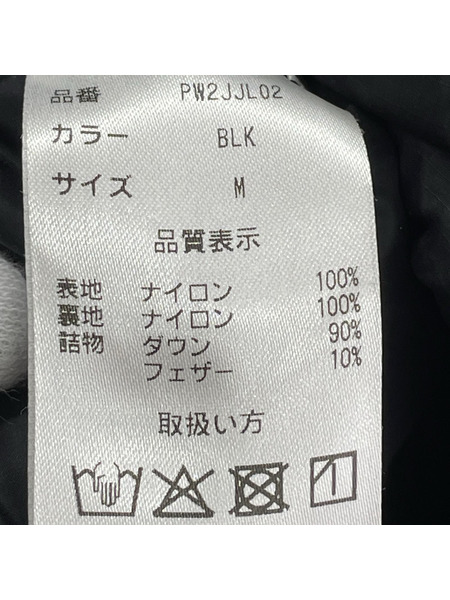 品番 PW2JJL02
カラー BLK
サイズ M
品質表示
表地 ナイロン 100%
裏地 ナイロン 100%
詰物 ダウン 90%
フェザー 10%
取扱い方